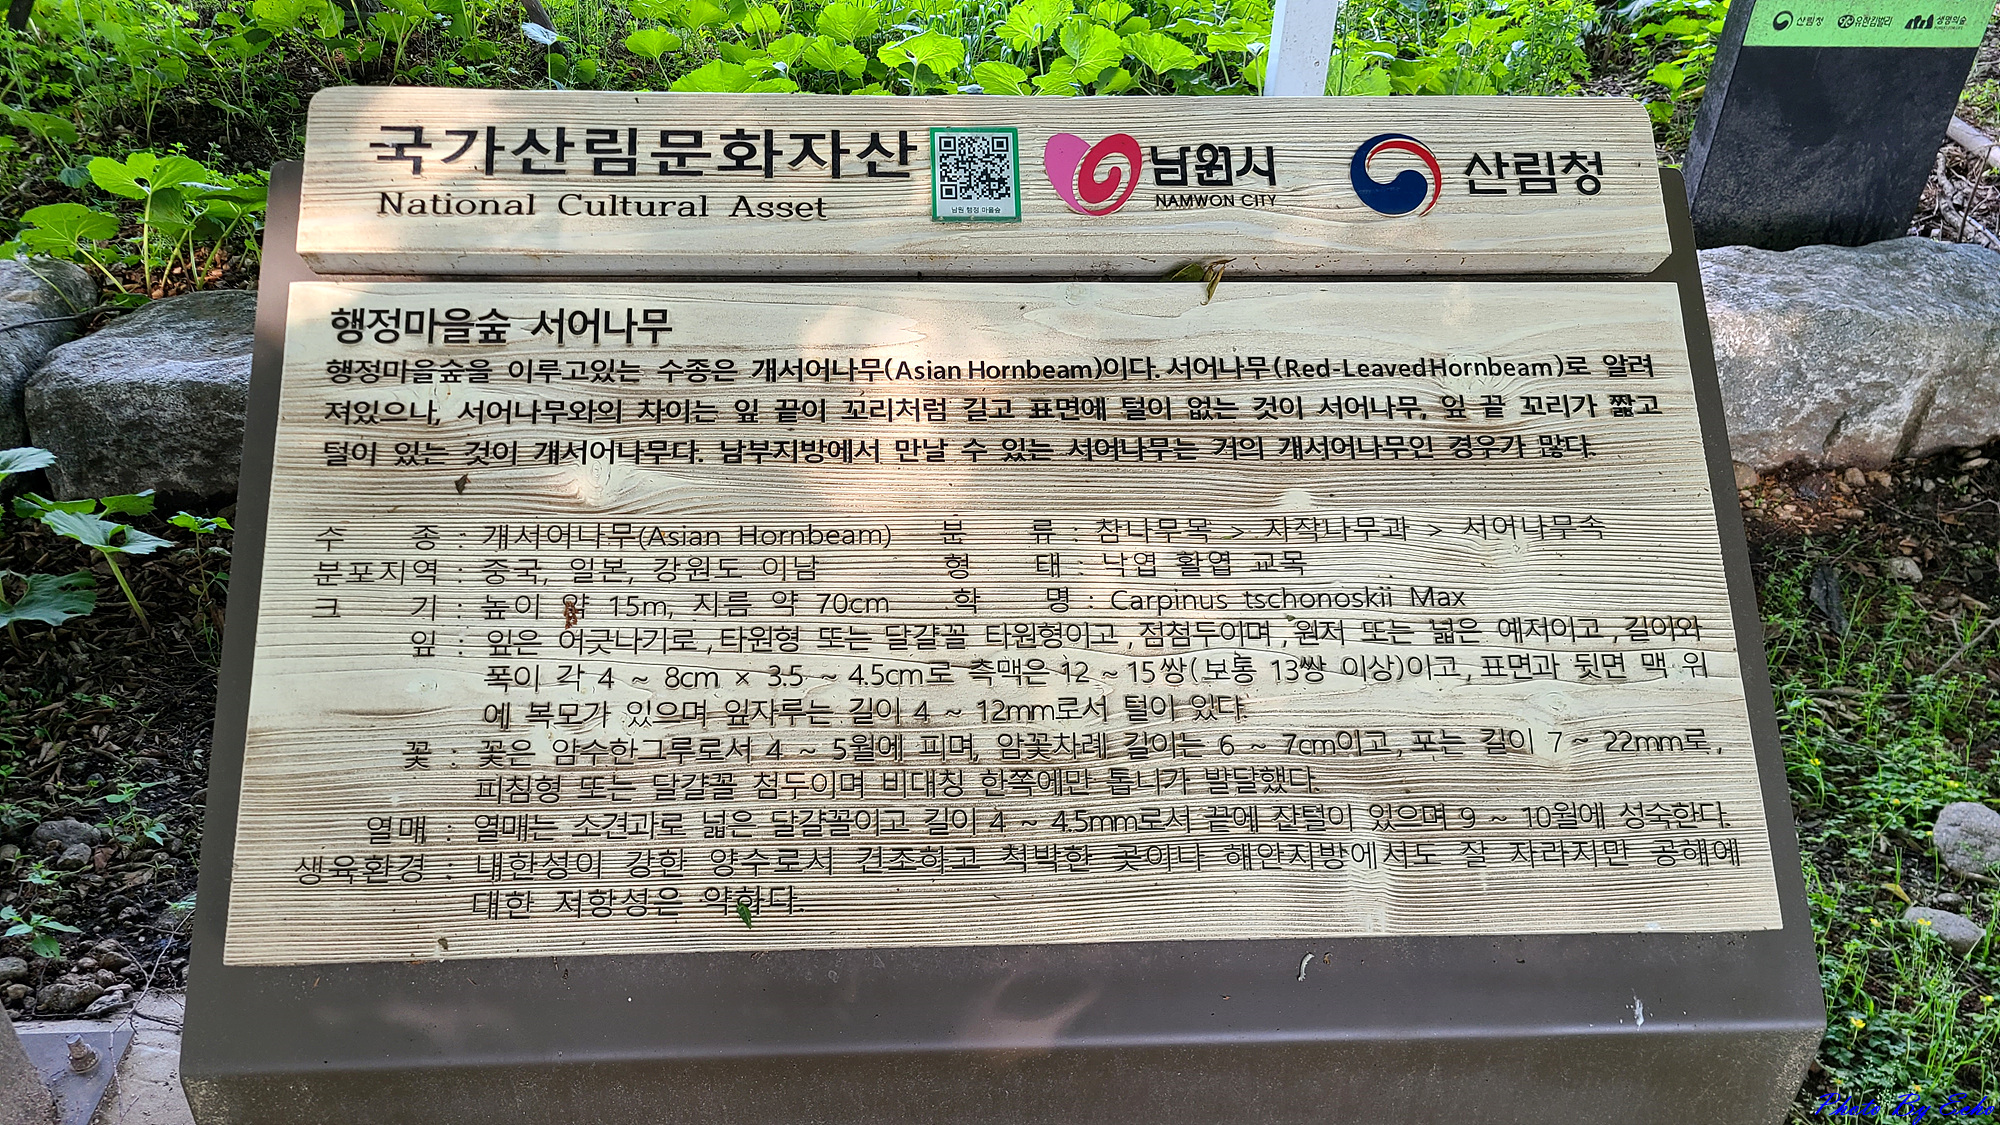 산림청 유한킴벌리 생명의숲
국가산림문화자산
National Cultural Asset
남원 행정 마을숲
남원시
NAMWON CITY
산림청
행정마을숲 서어나무
행정마을숲을 이루고있는 수종은 개서어나무(Asian Hornbeam)이다. 서어나무(Red-LeavedHornbeam)로 알려
져있으나, 서어나무와의 차이는 잎 끝이 꼬리처럼 길고 표면에 털이 없는 것이 서어나무, 잎 끝 꼬리가 짧고
털이 있는 것이 개서어나무다. 남부지방에서 만날 수 있는 서어나무는 거의 개서어나무인 경우가 많다.
수 종 : 개서어나무(Asian Hornbeam) 분 류 : 참나무목 > 자작나무과 > 서어나무속
분포지역 : 중국, 일본, 강원도 이남 형 태 : 낙엽 활엽 교목
크 기 : 높이 약 15m, 지름 약 70cm 학 명 : Carpinus tschonoskii Max
잎 : 잎은 어긋나기로, 타원형 또는 달걀꼴 타원형이고, 점첨두이며, 원저 또는 넓은 예저이고, 길이와
폭이 각 4 ~ 8cm × 3.5 ~ 4.5cm로 측맥은 12 ~ 15쌍(보통 13쌍 이상)이고, 표면과 뒷면 맥 위
에 복모가 있으며 잎자루는 길이 4 ~ 12mm로서 털이 있다.
꽃 : 꽃은 암수한그루로서 4 ~ 5월에 피며, 암꽃차례 길이는 6 ~ 7cm이고, 포는 길이 7 ~ 22mm로,
피침형 또는 달걀꼴 첨두이며 비대칭 한쪽에만 톱니가 발달했다.
열매 : 열매는 소견과로 넓은 달걀꼴이고 길이 4 ~ 4.5mm로서 끝에 잔털이 있으며 9 ~ 10월에 성숙한다.
생육환경 : 내한성이 강한 양수로서 건조하고 척박한 곳이나 해안지방에서도 잘 자라지만 공해에
대한 저항성은 약하다.
Photo By Echo